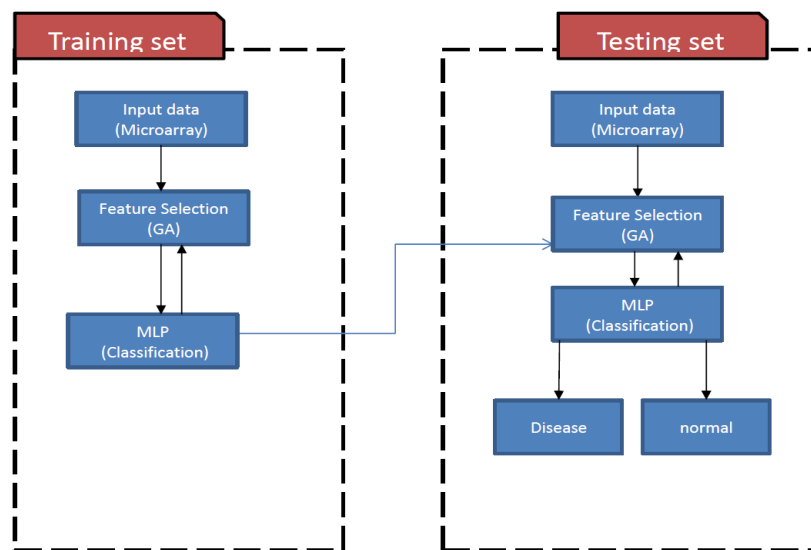 Training set
Input data
(Microarray)
Feature Selection
(GA)
MLP
(Classification)
Testing set
Input data
(Microarray)
Feature Selection
(GA)
MLP
(Classification)
Disease
normal